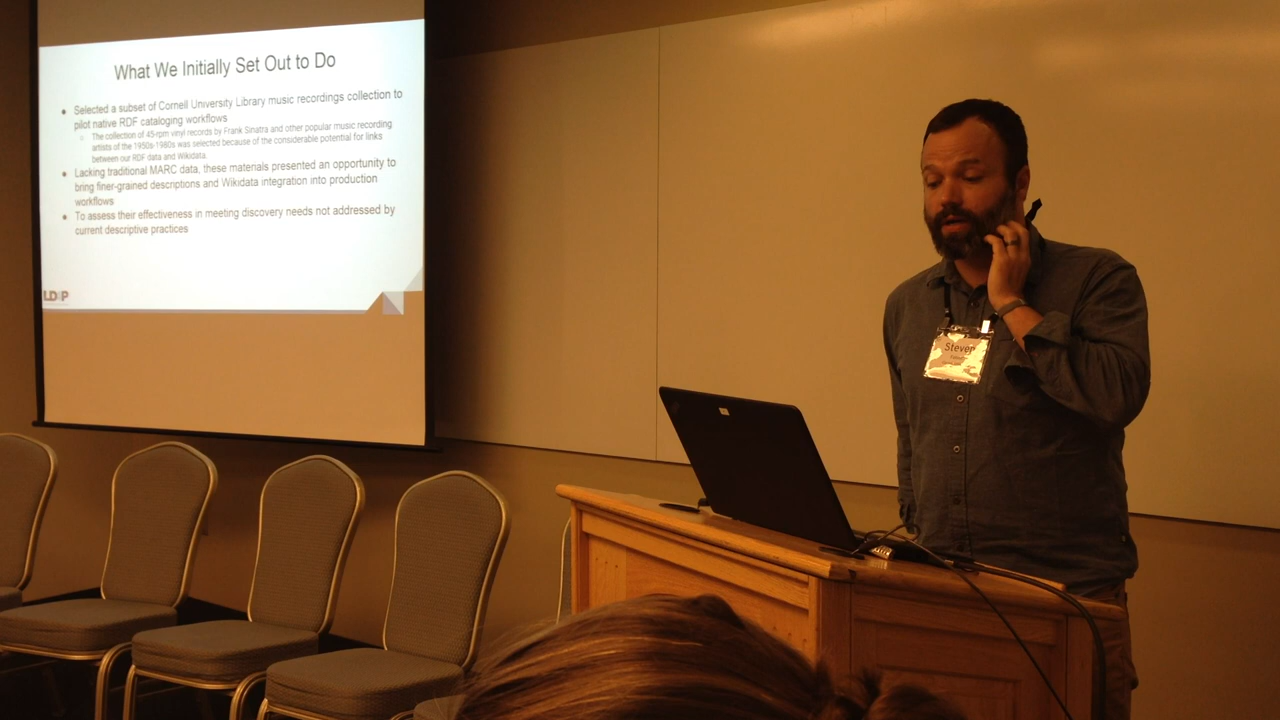 What We Initially Set Out to Do
● Selected a subset of Cornell University Library music recordings collection to
pilot native RDF cataloging workflows
○ The collection of 45-rpm vinyl records by Frank Sinatra and other popular music recording
artists of the 1950s-1980s was selected because of the considerable potential for links
between our RDF data and Wikidata.
● Lacking traditional MARC data, these materials presented an opportunity to
bring finer-grained descriptions and Wikidata integration into production
workflows
● To assess their effectiveness in meeting discovery needs not addressed by
current descriptive practices
LD4P
Steven